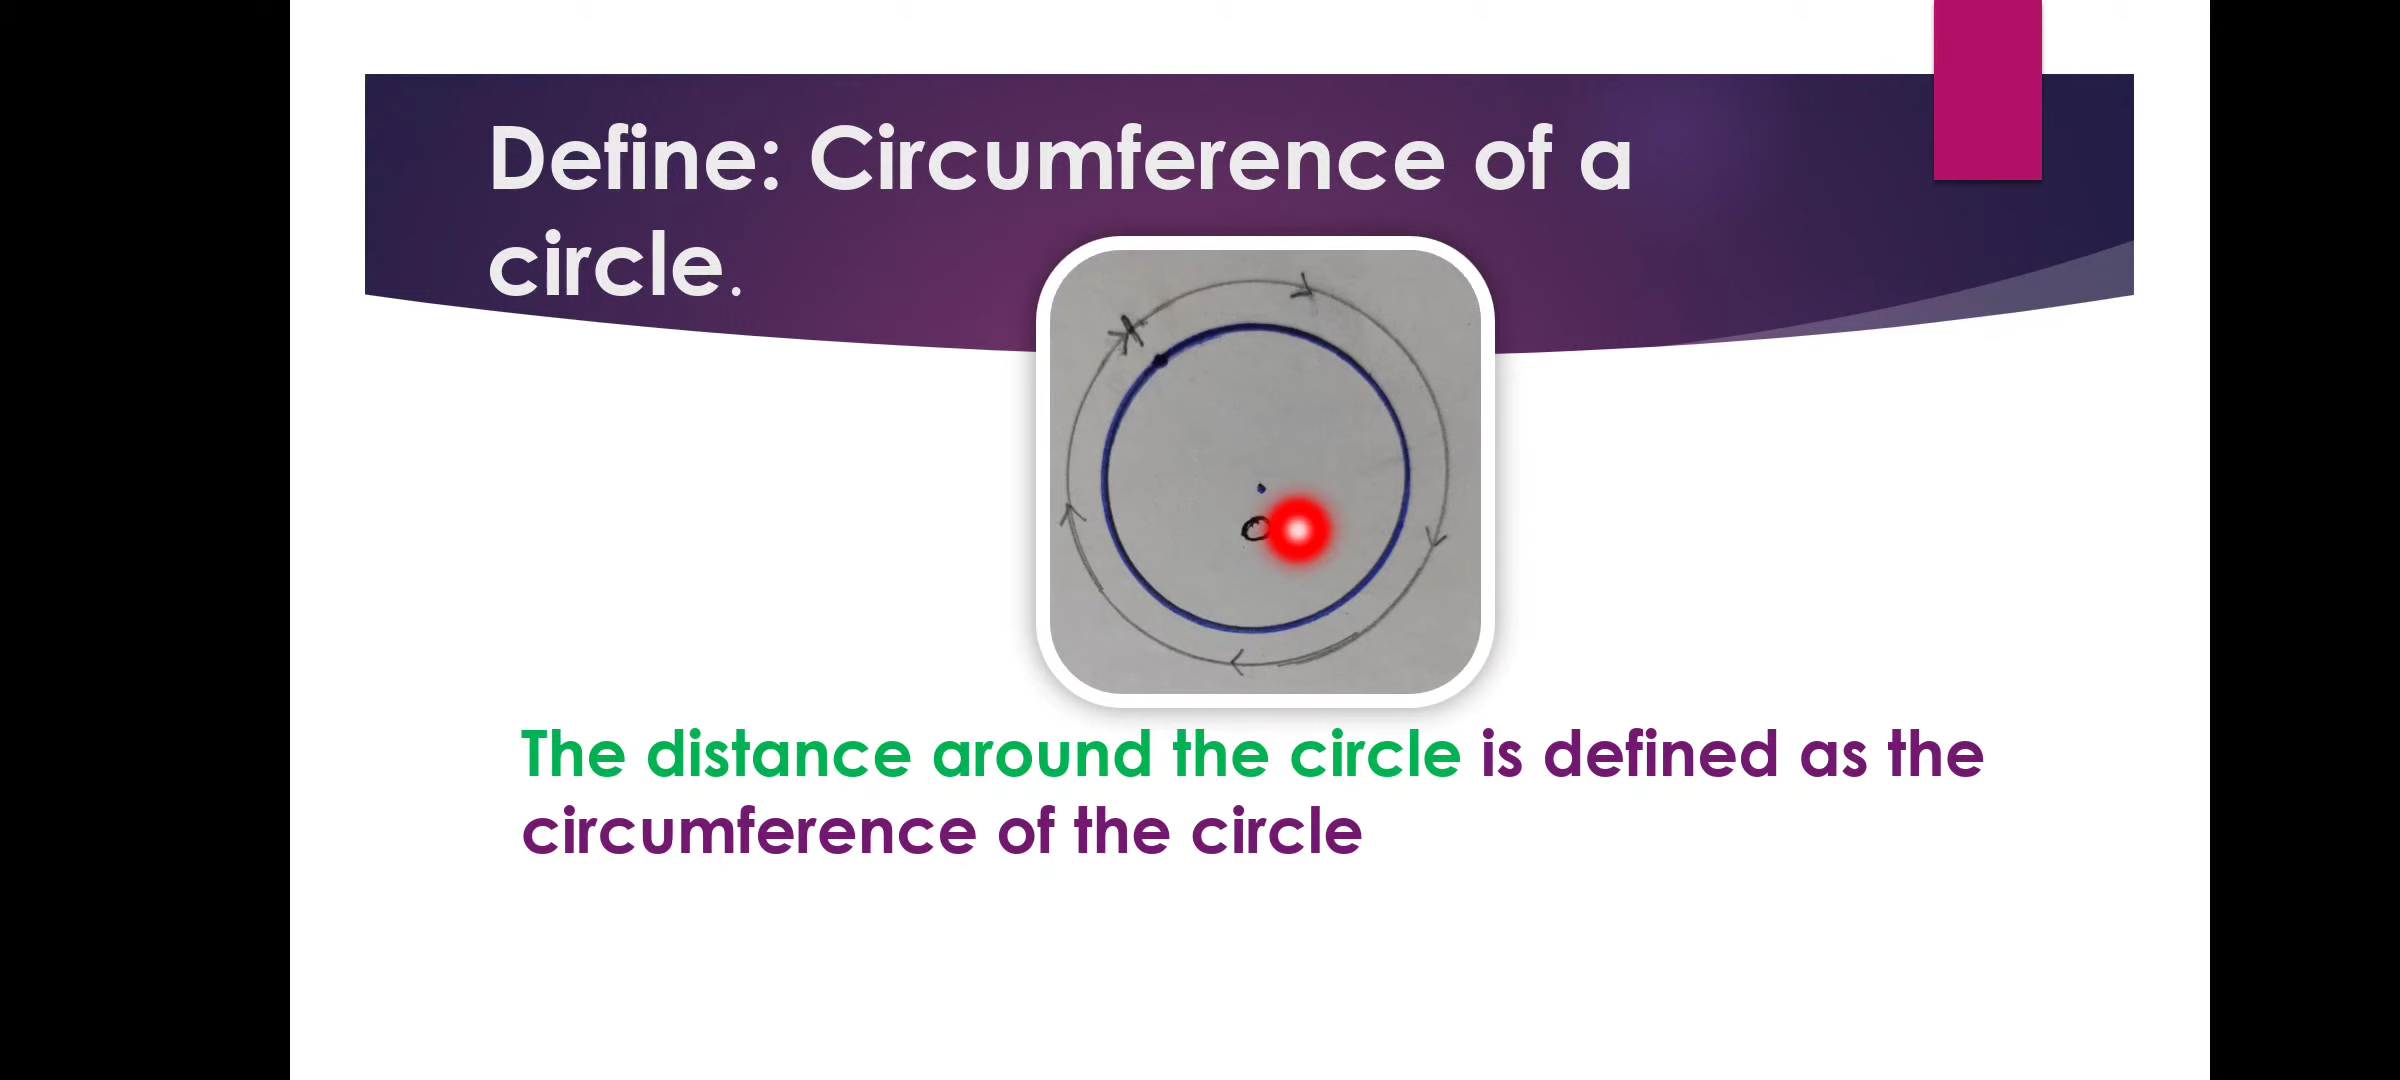 Define: Circumference of a
circle.
O
The distance around the circle is defined as the
circumference of the circle